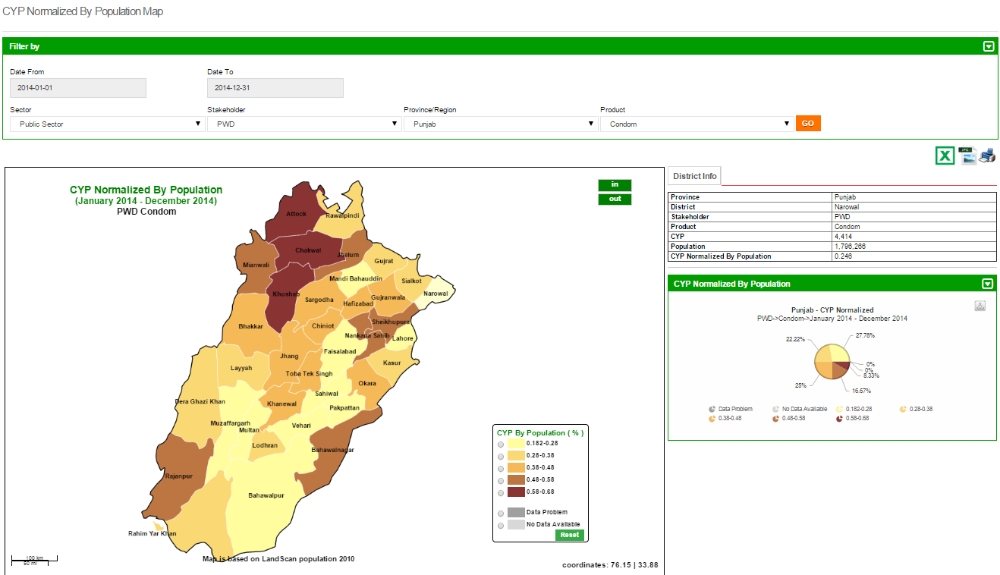 CYP Normalized By Population Map
Filter by
Date From
Date To
2014-01-01
2014-12-31
Sector
Stakeholder
Province/Region
Product
Public Sector
PWD
Punjab
Condom
GO
JPG
CYP Normalized By Population
(January 2014 - December 2014)
PWD Condom
in
out
Attock
Rawalpindi
Chakwal
Jhelum
Mianwali
Gujrat
Mandi Bahauddin
Sialkot
Khushab
Narowal
Sargodha
Gujranwala
Hafizabad
Sheikhupura
Bhakkar
Chiniot
Nankana Sahib
Lahore
Faisalabad
Jhang
Kasur
Layyah
Toba Tek Singh
Okara
Sahiwal
Dera Ghazi Khan
Khanewal
Pakpattan
Muzaffargarh
Vehari
Multan
Lodhran
Bahawalnagar
Rajanpur
Bahawalpur
Rahim Yar Khan
CYP By Population ( % )
0.182-0.28
0.28-0.38
0.38-0.48
0.48-0.58
0.58-0.68
Data Problem
No Data Available
Reset
100 km
50 mi
Map is based on LandScan population 2010
coordinates: 76.15 | 33.88
District Info
Province Punjab
District Narowal
Stakeholder PWD
Product Condom
CYP 4,414
Population 1,796,266
CYP Normalized By Population 0.246
CYP Normalized By Population
Punjab - CYP Normalized
PWD->Condom->January 2014 - December 2014
22.22%
27.78%
0%
0%
8.33%
25%
16.67%
Data Problem
No Data Available
0.182-0.28
0.28-0.38
0.38-0.48
0.48-0.58
0.58-0.68